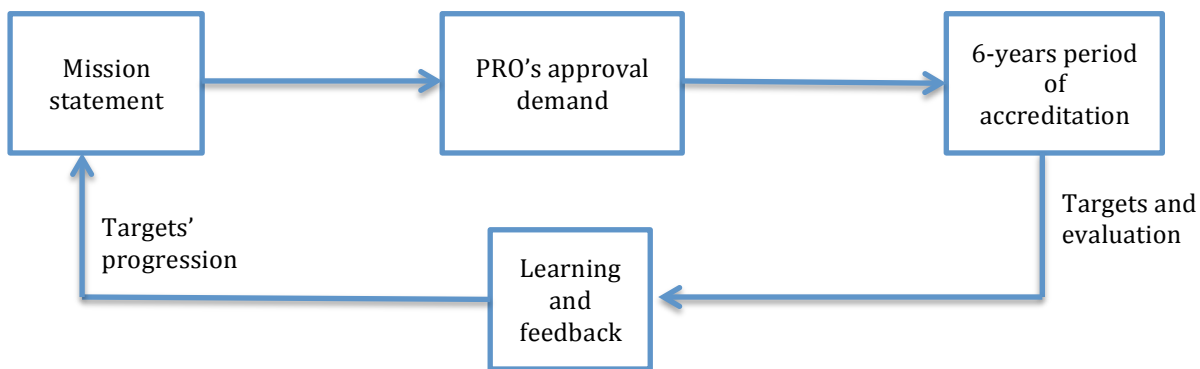 Mission
statement
PRO’s approval
demand
6-years period
of
accreditation
Targets’
progression
Learning
and
feedback
Targets and
evaluation